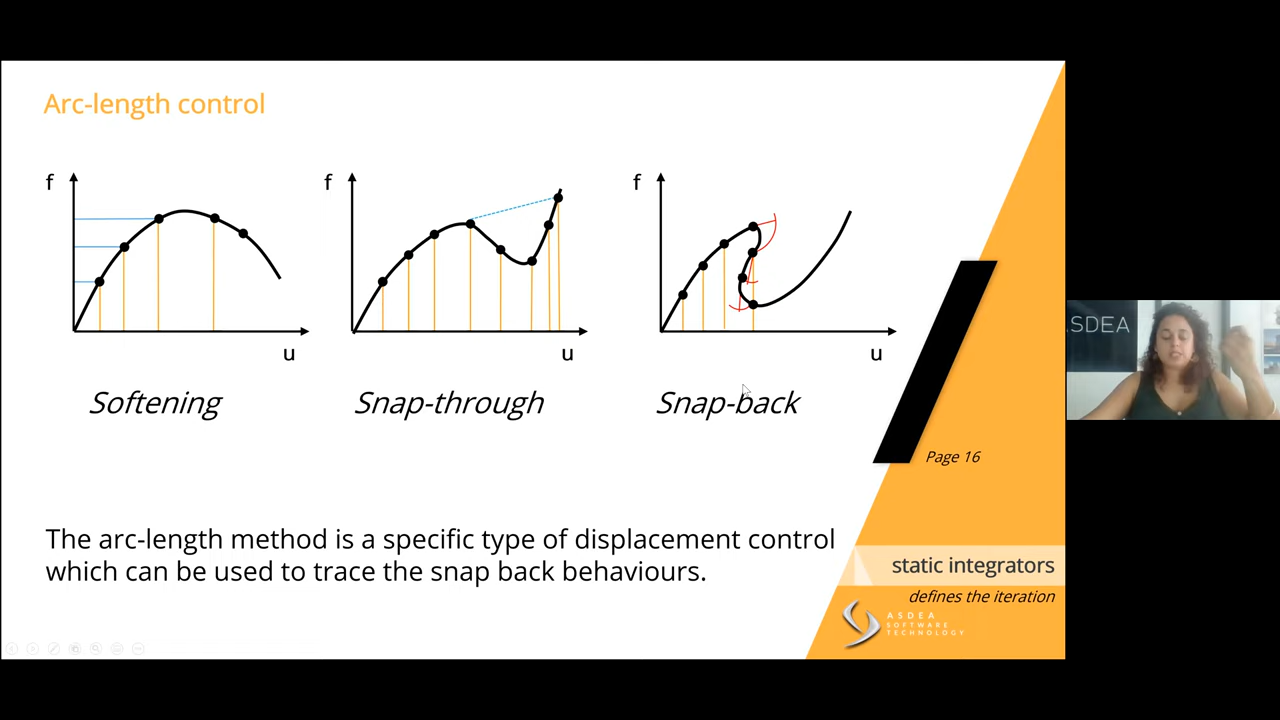 Arc-length control
f
f
f
u
u
u
Softening
Snap-through
Snap-back
Page 16
The arc-length method is a specific type of displacement control
which can be used to trace the snap back behaviours.
static integrators
defines the iteration
ASDEA
SOFTWARE
TECHNOLOGY
ASDEA